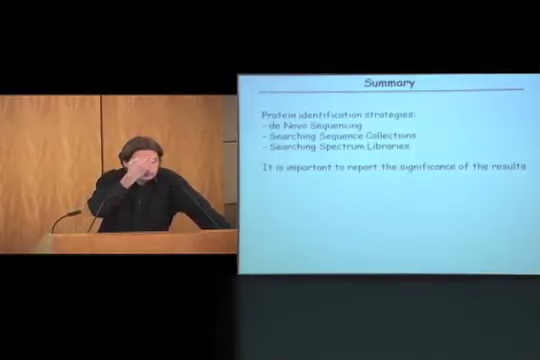 Summary
Protein identification strategies:
- de Novo Sequencing
- Searching Sequence Collections
- Searching Spectrum Libraries
It is important to report the significance of the results